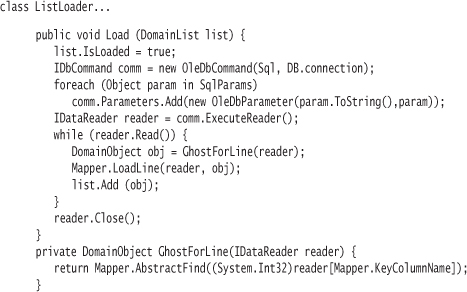 class ListLoader...
public void Load (DomainList list) {
list.IsLoaded = true;
IDbCommand comm = new OleDbCommand(Sql, DB.connection);
foreach (Object param in SqlParams)
comm.Parameters.Add(new OleDbParameter(param.ToString(),param));
IDataReader reader = comm.ExecuteReader();
while (reader.Read()) {
DomainObject obj = GhostForLine(reader);
Mapper.LoadLine(reader, obj);
list.Add (obj);
}
reader.Close();
}
private DomainObject GhostForLine(IDataReader reader) {
return Mapper.AbstractFind((System.Int32)reader[Mapper.KeyColumnName]);
}